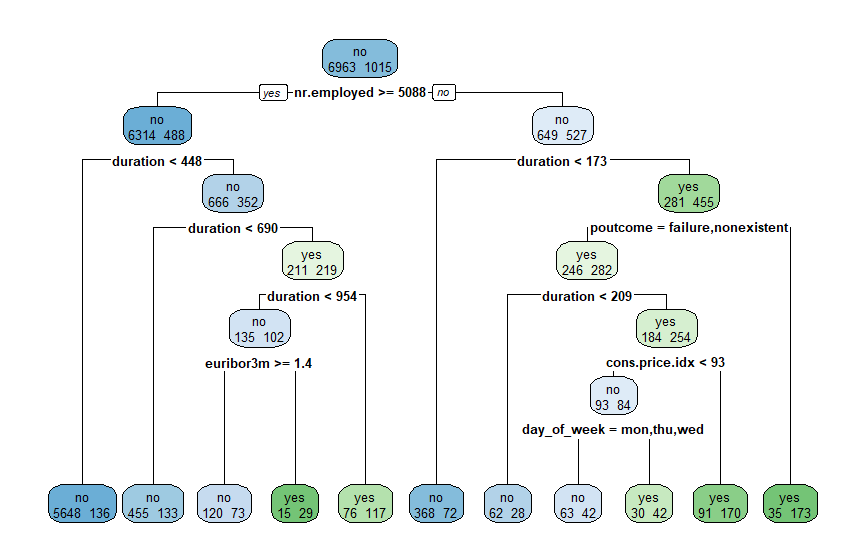 no
6963 1015
yes nr.employed >= 5088 no
no
6314 488
no
649 527
duration < 448
duration < 173
no
666 352
yes
281 455
duration < 690
poutcome = failure,nonexistent
yes
211 219
yes
246 282
duration < 954
duration < 209
no
135 102
yes
184 254
euribor3m >= 1.4
cons.price.idx < 93
no
93 84
day_of_week = mon,thu,wed
no
5648 136
no
455 133
no
120 73
yes
15 29
yes
76 117
no
368 72
no
62 28
no
63 42
yes
30 42
yes
91 170
yes
35 173